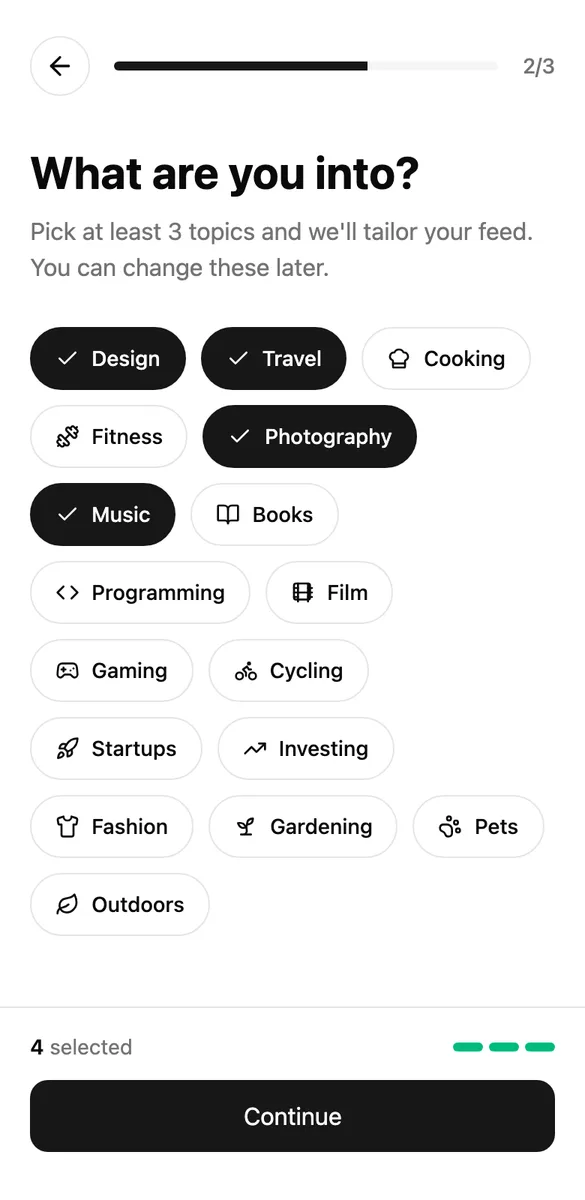 2/3
What are you into?
Pick at least 3 topics and we'll tailor your feed.
You can change these later.
Design Travel Cooking
Fitness Photography
Music Books
Programming Film
Gaming Cycling
Startups Investing
Fashion Gardening Pets
Outdoors
4 selected
Continue